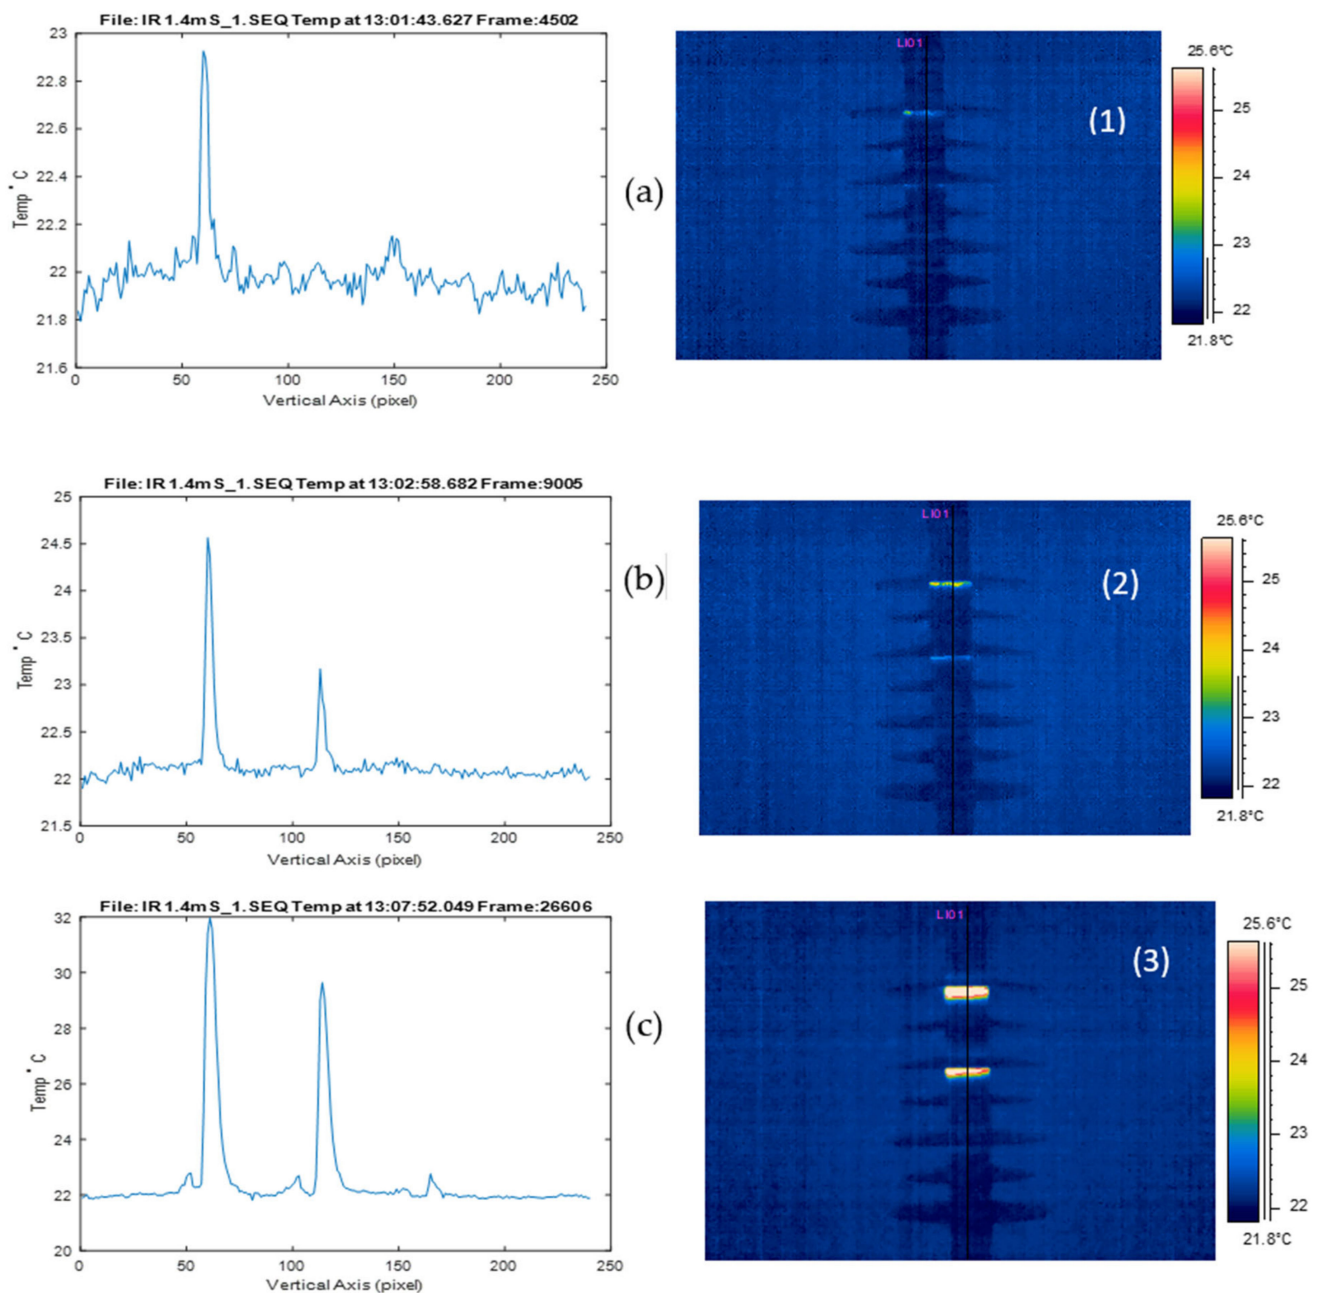 File: IR 1.4mS_1.SEQ Temp at 13:01:43.627 Frame:4502
23
22.8
22.6
22.4
22.2
22
21.8
21.6
Temp°C
0 50 100 150 200 250
Vertical Axis (pixel)
(a)
LI01
(1)
25.6°C
25
24
23
22
21.8°C
File: IR 1.4mS_1.SEQ Temp at 13:02:58.682 Frame:9005
25
24.5
24
23.5
23
22.5
22
21.5
Temp°C
0 50 100 150 200 250
Vertical Axis (pixel)
(b)
LI01
(2)
25.6°C
25
24
23
22
21.8°C
File: IR 1.4mS_1.SEQ Temp at 13:07:52.049 Frame:26606
32
30
28
26
24
22
20
Temp°C
0 50 100 150 200 250
Vertical Axis (pixel)
(c)
LI01
(3)
25.6°C
25
24
23
22
21.8°C